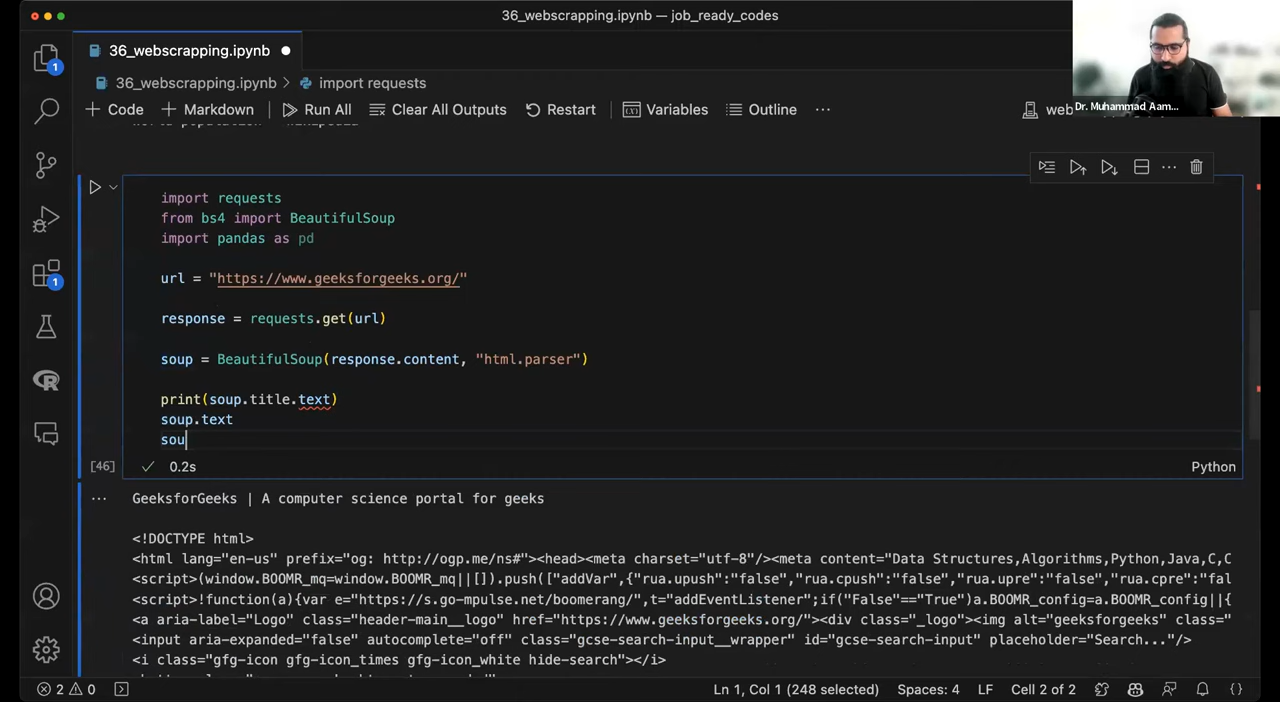 36_webscrapping.ipynb — job_ready_codes
36_webscrapping.ipynb
36_webscrapping.ipynb > import requests
Dr. Muhammad Aam...
+ Code + Markdown Run All Clear All Outputs Restart Variables Outline ... web
import requests
from bs4 import BeautifulSoup
import pandas as pd
url = "https://www.geeksforgeeks.org/"
response = requests.get(url)
soup = BeautifulSoup(response.content, "html.parser")
print(soup.title.text)
soup.text
sou
[46] 0.2s Python
... GeeksforGeeks | A computer science portal for geeks
<!DOCTYPE html>
<html lang="en-us" prefix="og: http://ogp.me/ns#"><head><meta charset="utf-8"/><meta content="Data Structures,Algorithms,Python,Java,C,C
<script>(window.BOOMR_mq=window.BOOMR_mq||[]).push(["addVar",{"rua.upush":"false","rua.cpush":"false","rua.upre":"false","rua.cpre":"fal
<script>!function(a){var e="https://s.go-mpulse.net/boomerang/",t="addEventListener";if("False"=="True")a.BOOMR_config=a.BOOMR_config||{
<a aria-label="Logo" class="header-main__logo" href="https://www.geeksforgeeks.org/"><div class="_logo"><img alt="geeksforgeeks" class="
<input aria-expanded="false" autocomplete="off" class="gcse-search-input__wrapper" id="gcse-search-input" placeholder="Search..."/>
<i class="gfg-icon gfg-icon_times gfg-icon_white hide-search"></i>
1
1
2 0 Ln 1, Col 1 (248 selected) Spaces: 4 LF Cell 2 of 2